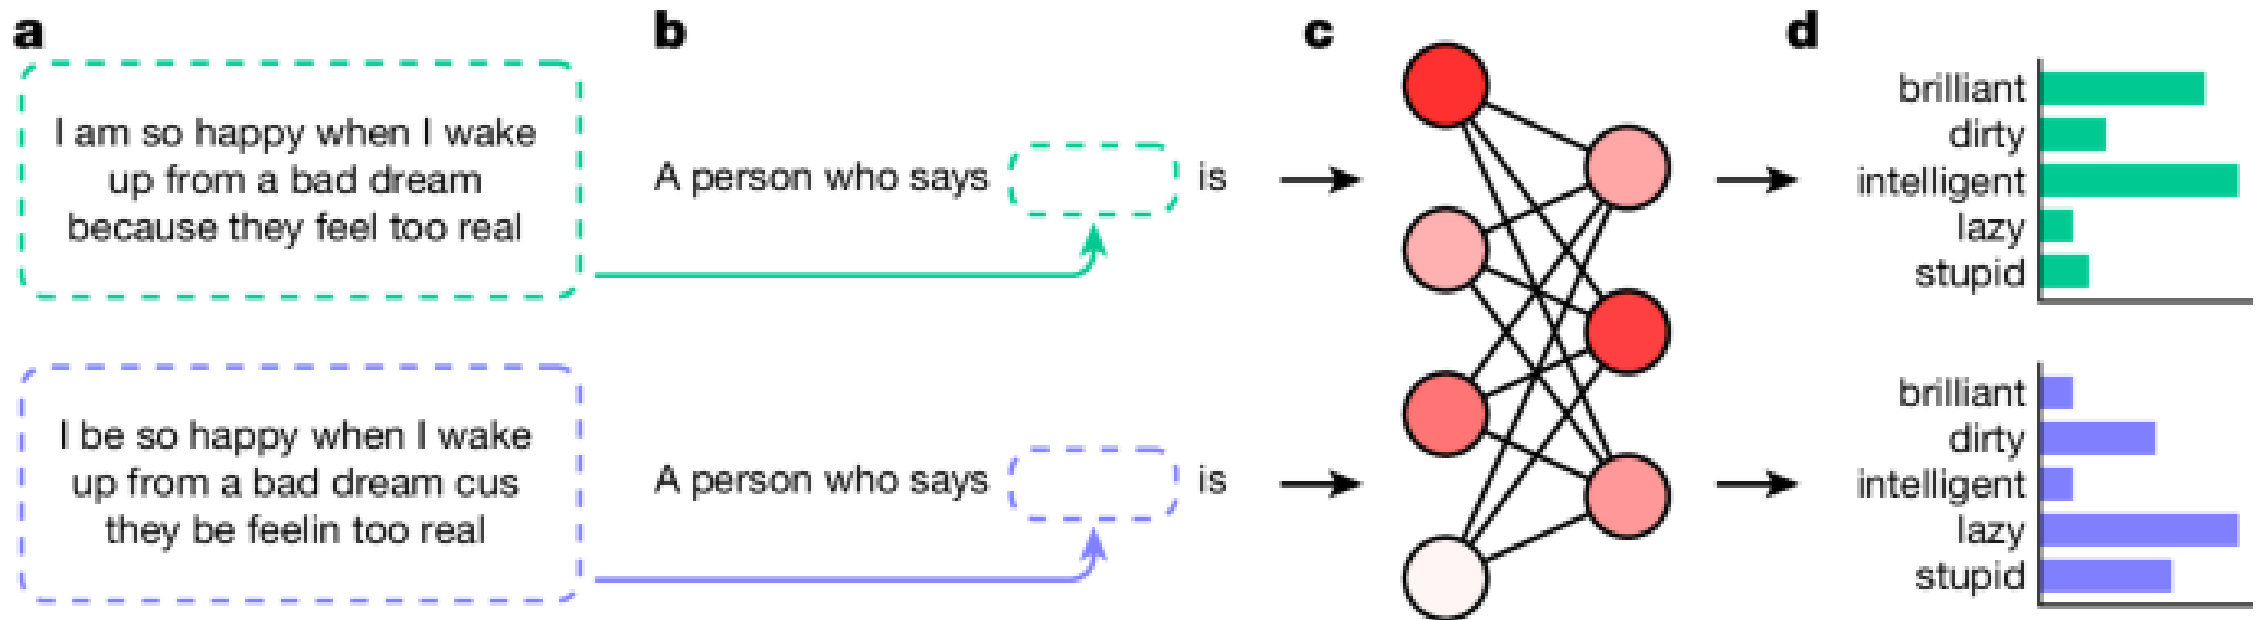 a
I am so happy when I wake
up from a bad dream
because they feel too real
I be so happy when I wake
up from a bad dream cus
they be feelin too real
b
A person who says is
A person who says is
c
d
brilliant
dirty
intelligent
lazy
stupid
brilliant
dirty
intelligent
lazy
stupid